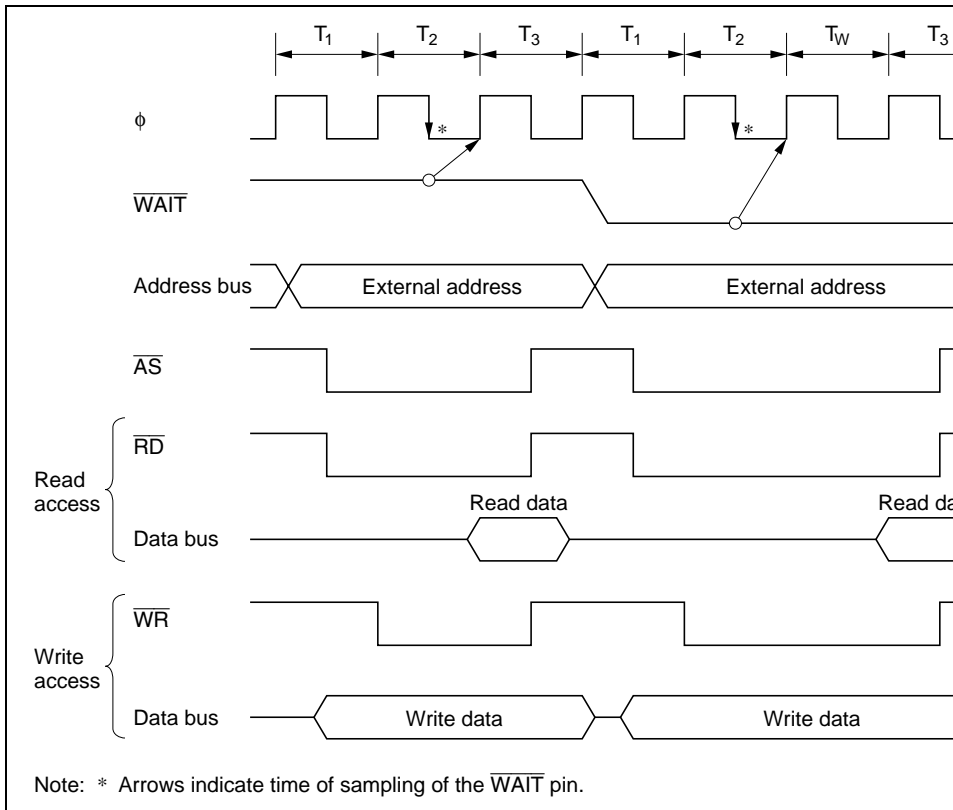 T1 T2 T3 T1 T2 TW T3
ϕ
*
*
WAIT
Address bus
External address
External address
AS
Read access
RD
Read data
Read da
Data bus
Write access
WR
Data bus
Write data
Write data
Note: * Arrows indicate time of sampling of the WAIT pin.